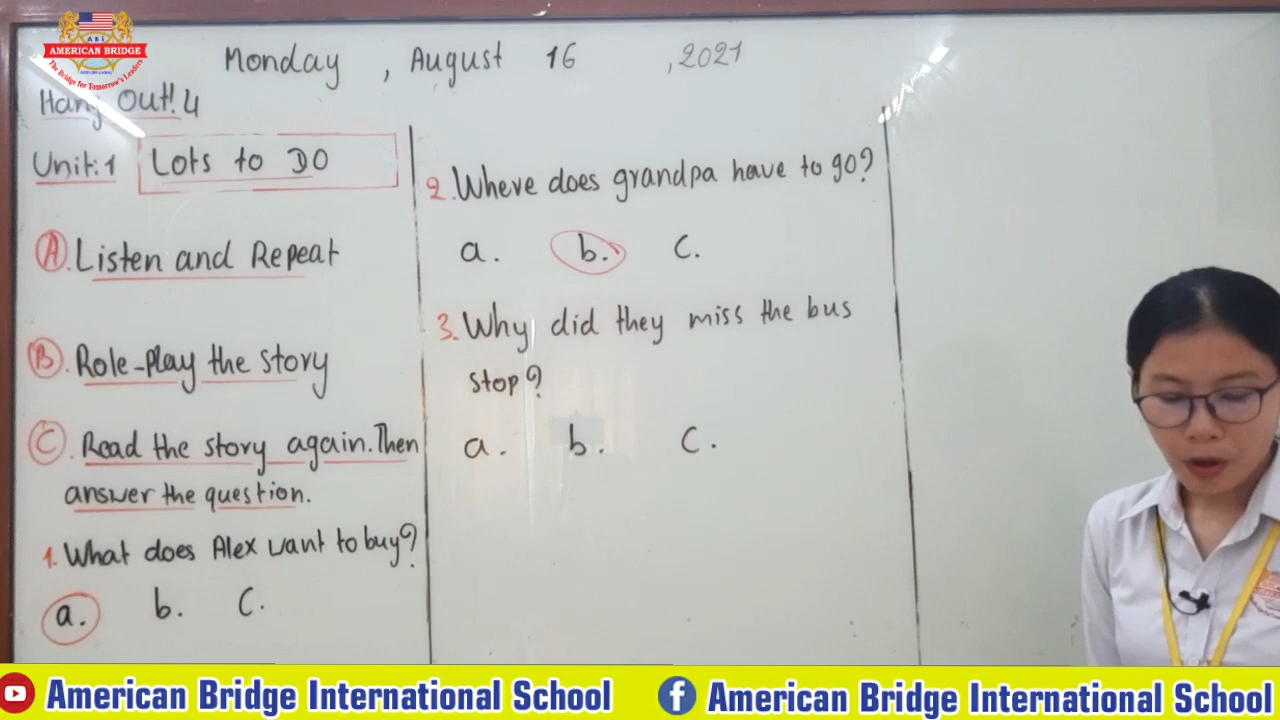 ABi
AMERICAN BRIDGE
The Bridge for Tomorrow's Leaders
Monday , August 16 ,2021
Hang Out! 4
Unit:1 Lots to DO
A. Listen and Repeat
B. Role-Play the story
C. Read the story again. Then
answer the question.
1. What does Alex want to buy?
a. b. C.
2. Where does grandpa have to go?
a. b. C.
3. Why did they miss the bus
stop?
a. b. C.
American Bridge International School
f American Bridge International School